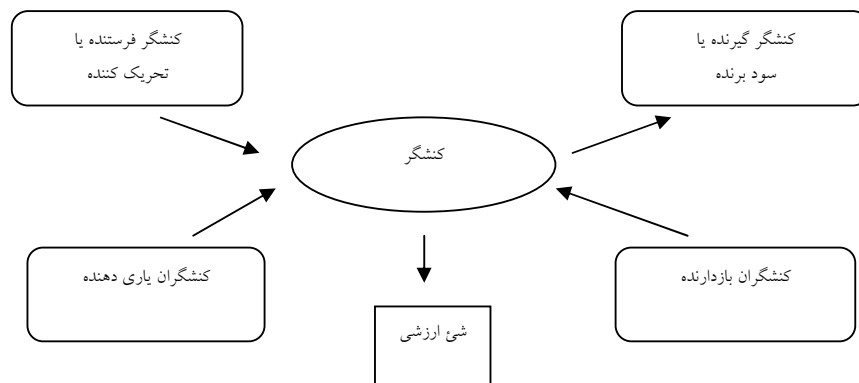 کنشگر گیرنده یا
سود برنده
کنشگر فرستنده یا
تحریک کننده
کنشگر
کنشگران بازدارنده
کنشگران یاری دهنده
شئ ارزشی